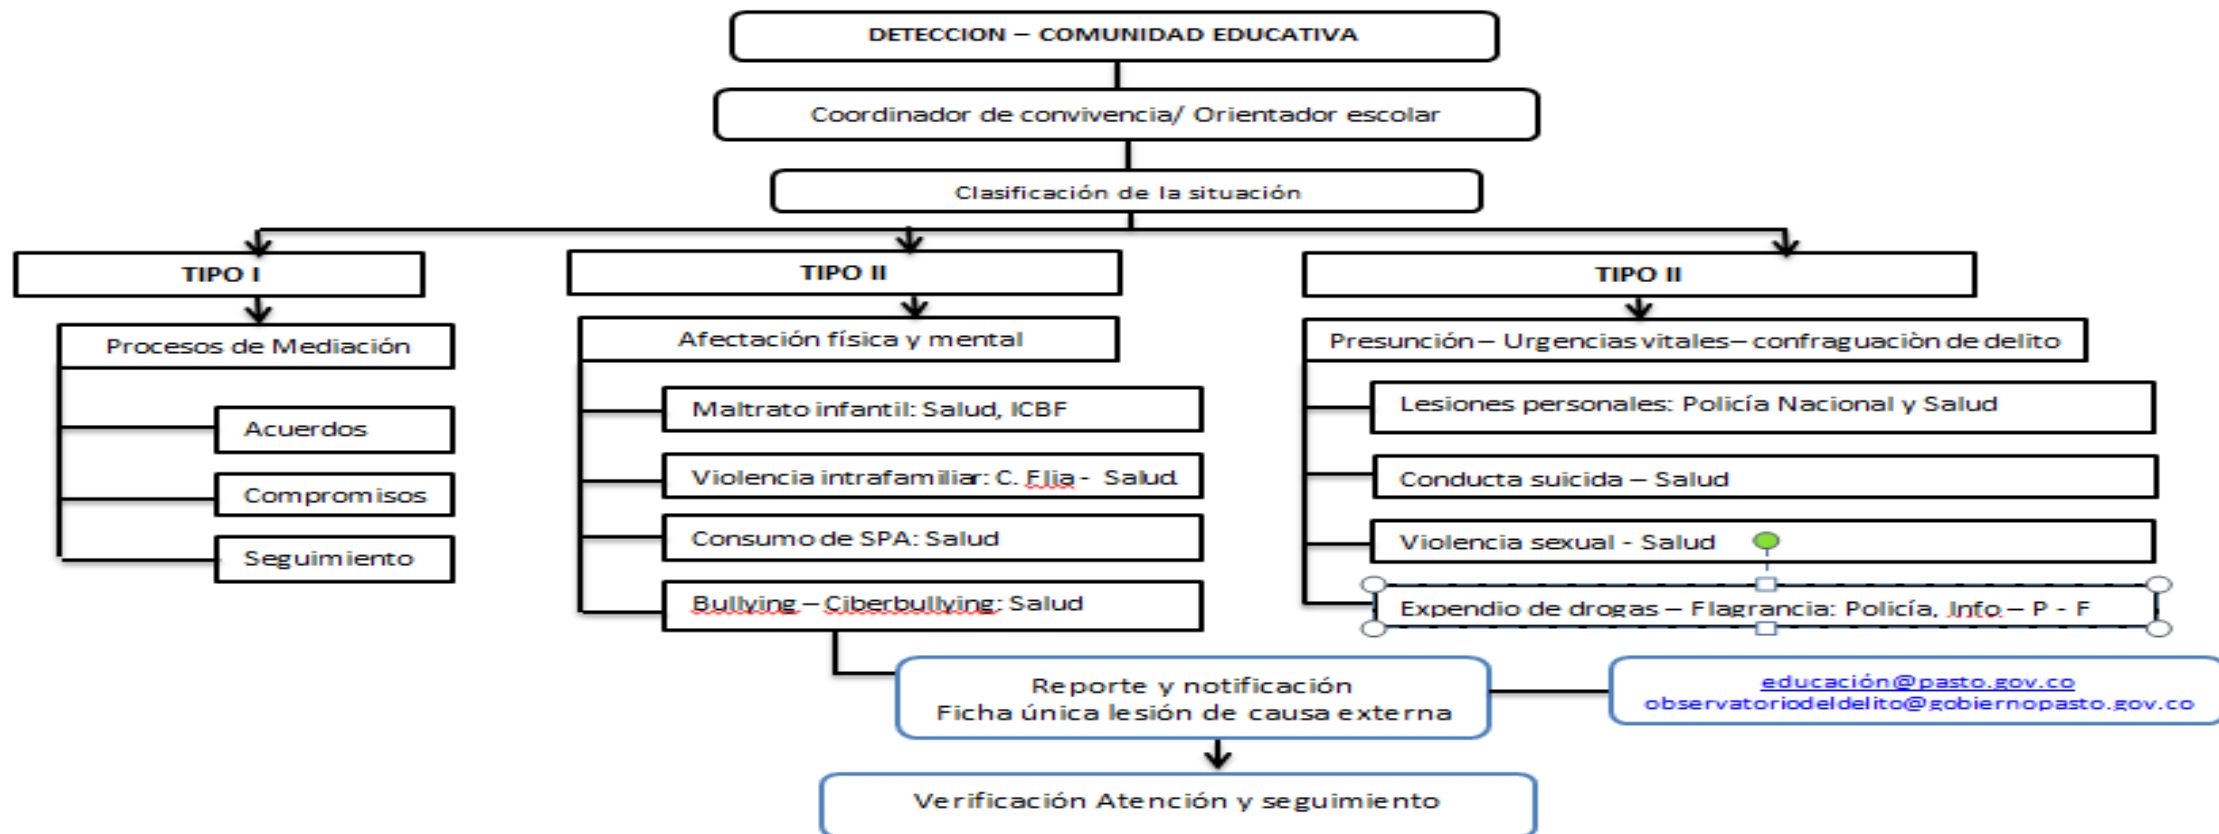 DETECCION – COMUNIDAD EDUCATIVA
Coordinador de convivencia/ Orientador escolar
Clasificación de la situación
TIPO I
Procesos de Mediación
Acuerdos
Compromisos
Seguimiento
TIPO II
Afectación física y mental
Maltrato infantil: Salud, ICBF
Violencia intrafamiliar: C. Flia - Salud.
Consumo de SPA: Salud
Bullying – Ciberbullying: Salud
TIPO II
Presunción – Urgencias vitales– confraguaciòn de delito
Lesiones personales: Policía Nacional y Salud
Conducta suicida – Salud
Violencia sexual - Salud
Expendio de drogas – Flagrancia: Policía, Info – P - F
Reporte y notificación
Ficha única lesión de causa externa
educación@pasto.gov.co
observatoriodeldelito@gobiernopasto.gov.co
Verificación Atención y seguimiento